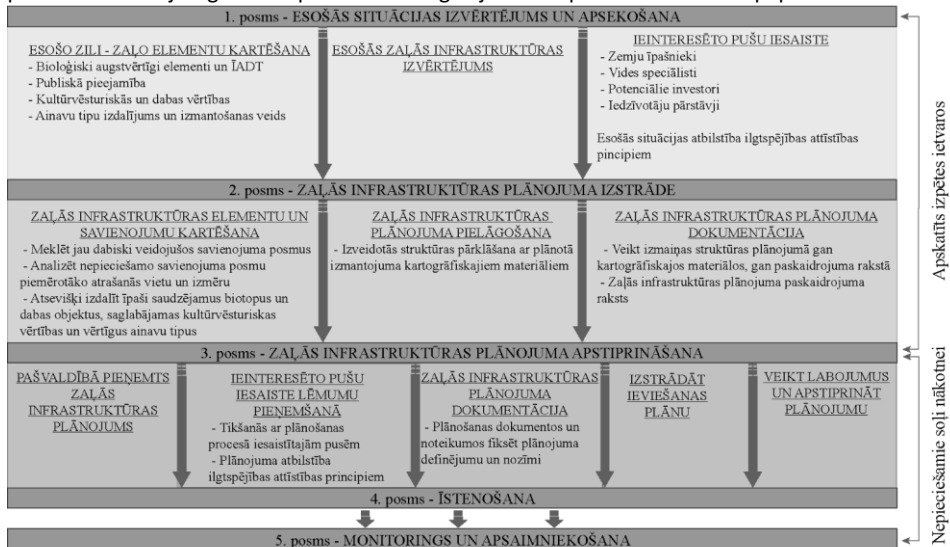 1. posms - ESOŠĀS SITUĀCIJAS IZVĒRTĒJUMS UN APSEKOŠANA
ESOŠO ZILI - ZAĻO ELEMENTU KARTĒŠANA
- Bioloģiski augstvērtīgi elementi un ĪADT
- Publiskā pieejamība
- Kultūrvēsturiskās un dabas vērtības
- Ainavu tipu izdalījums un izmantošanas veids
ESOŠĀS ZAĻĀS INFRASTRUKTŪRAS
IZVĒRTĒJUMS
IEINTERESĒTO PUŠU IESAISTE
- Zemju īpašnieki
- Vides speciālisti
- Potenciālie investori
- Iedzīvotāju pārstāvji
Esošās situācijas atbilstība ilgtspējības attīstības
pincipiem
2. posms - ZAĻĀS INFRASTRUKTŪRAS PLĀNOJUMA IZSTRĀDE
ZAĻĀS INFRASTRUKTŪRAS ELEMENTU UN
SAVIENOJUMU KARTĒŠANA
- Meklēt jau dabiski veidojušos savienojuma posmus
- Analizēt nepieciešamo savienojuma posmu
piemērotāko atrašanās vietu un izmēru
- Atsevišķi izdalīt īpaši saudzējamus biotopus un
dabas objektus, saglabājamas kultūrvēsturiskas
vērtības un vērtīgus ainavu tipus
ZAĻĀS INFRASTRUKTŪRAS
PLĀNOJUMA PIELĀGOŠANA
- Izveidotās struktūras pārklāšana ar plānotā
izmantojuma kartogrāfiskajiem materiāliem
ZAĻĀS INFRASTRUKTŪRAS PLĀNOJUMA
DOKUMENTĀCIJA
- Veikt izmaiņas struktūras plānojumā gan
kartogrāfiskajos materiālos, gan paskaidrojuma rakstā
- Zaļās infrastruktūras plānojuma paskaidrojuma
raksts
3. posms - ZAĻĀS INFRASTRUKTŪRAS PLĀNOJUMA APSTIPRINĀŠANA
PAŠVALDĪBĀ PIEŅEMTS
ZAĻĀS
INFRASTRUKTŪRAS
PLĀNOJUMS
IEINTERESĒTO PUŠU
IESAISTE LĒMUMU
PIEŅEMŠANĀ
- Tikšanās ar plānošanas
procesā iesaistītajām pusēm
- Plānojuma atbilstība
ilgtspējības attīstības principiem
ZAĻĀS INFRASTRUKTŪRAS
PLĀNOJUMA
DOKUMENTĀCIJA
- Plānošanas dokumentos un
noteikumos fiksēt plānojuma
definējumu un nozīmi
IZSTRĀDĀT
IEVIEŠANAS
PLĀNU
VEIKT LABOJUMUS
UN APSTIPRINĀT
PLĀNOJUMU
4. posms - ĪSTENOŠANA
5. posms - MONITORINGS UN APSAIMNIEKOŠANA
Apskatīts izpētes ietvaros
Nepieciešamie soļi nākotnei